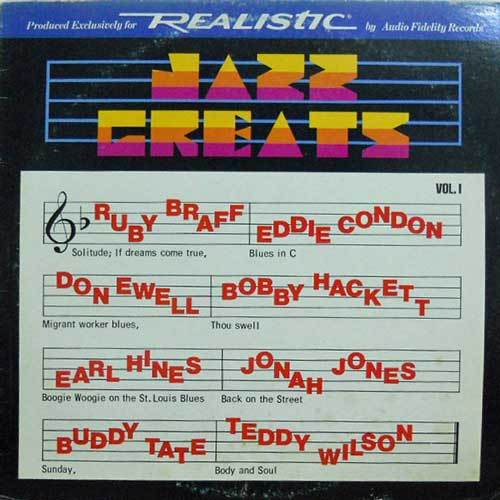 Produced Exclusively for REALISTIC® by Audio Fidelity Records
JAZZ
GREATS
VOL.1
RUBY BRAFF EDDIE CONDON
Solitude; If dreams come true, Blues in C
DON EWELL BOBBY HACKETT
Migrant worker blues, Thou swell
EARL HINES JONAH JONES
Boogie Woogie on the St. Louis Blues Back on the Street
BUDDY TATE TEDDY WILSON
Sunday, Body and Soul